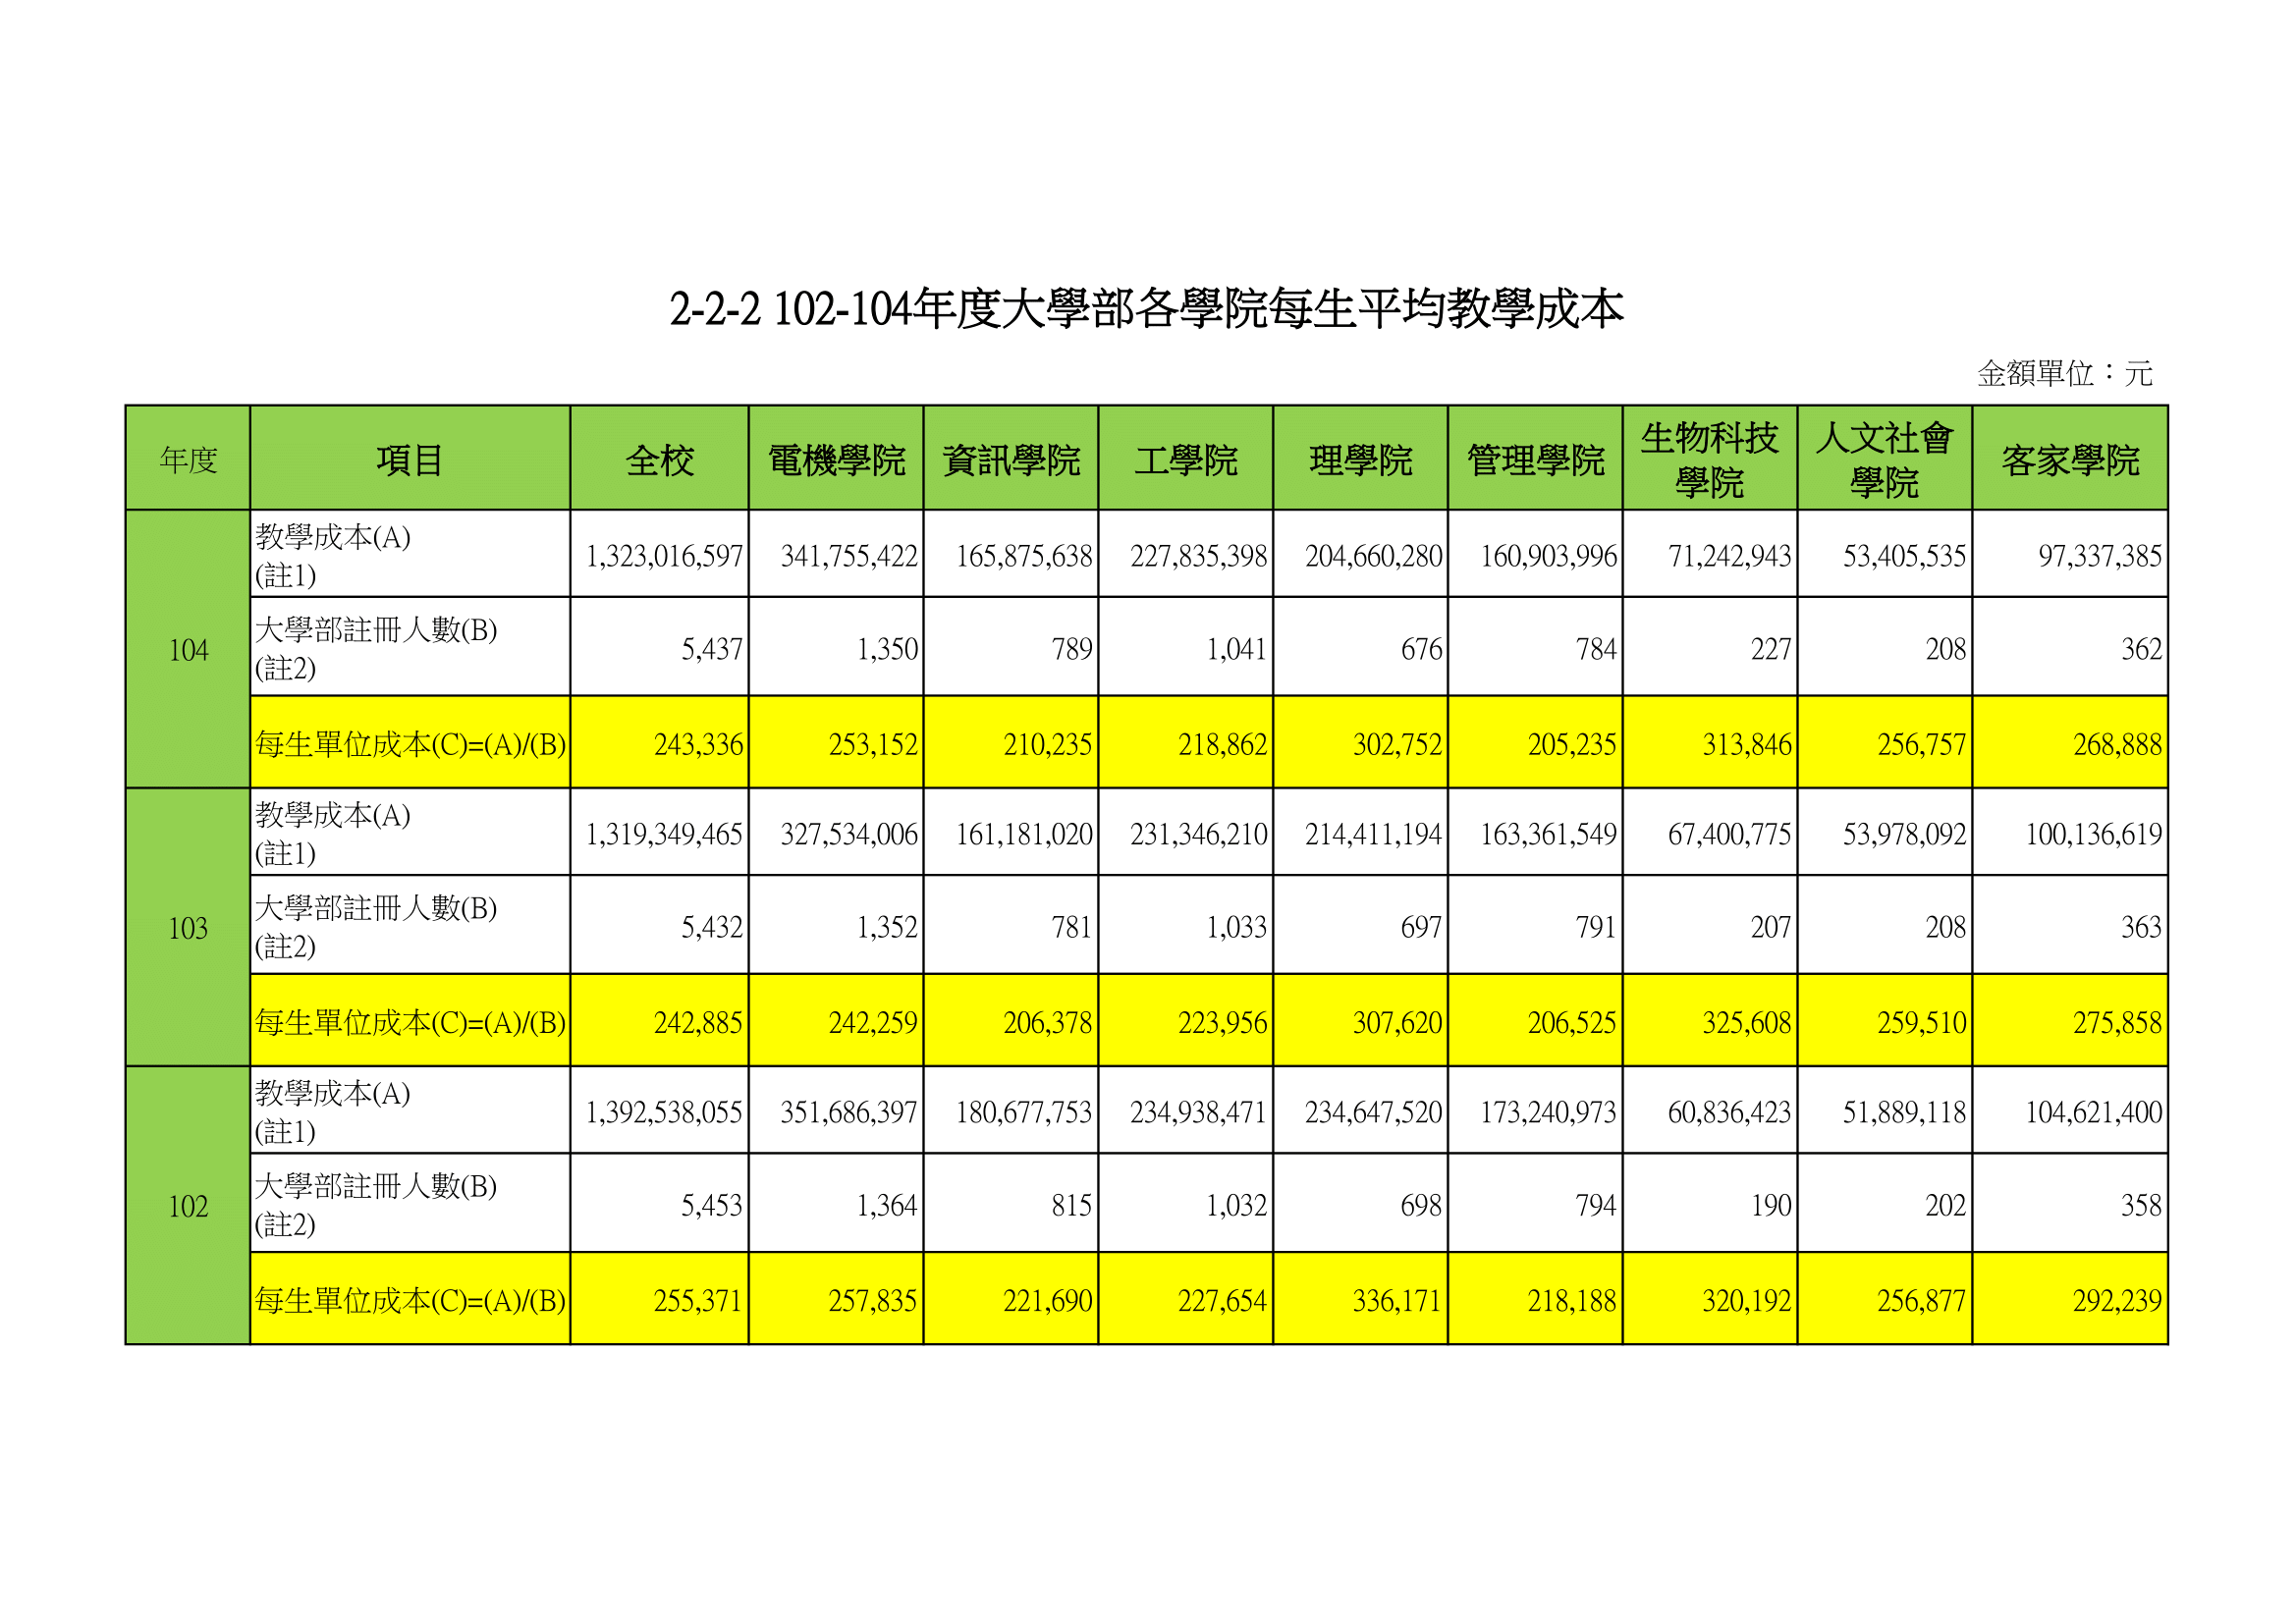 2-2-2 102-104年度大學部各學院每生平均教學成本
金額單位：元
年度 項目 全校 電機學院 資訊學院 工學院 理學院 管理學院 生物科技學院 人文社會學院 客家學院
104
教學成本(A)
(註1)
1,323,016,597 341,755,422 165,875,638 227,835,398 204,660,280 160,903,996 71,242,943 53,405,535 97,337,385
大學部註冊人數(B)
(註2)
5,437 1,350 789 1,041 676 784 227 208 362
每生單位成本(C)=(A)/(B) 243,336 253,152 210,235 218,862 302,752 205,235 313,846 256,757 268,888
103
教學成本(A)
(註1)
1,319,349,465 327,534,006 161,181,020 231,346,210 214,411,194 163,361,549 67,400,775 53,978,092 100,136,619
大學部註冊人數(B)
(註2)
5,432 1,352 781 1,033 697 791 207 208 363
每生單位成本(C)=(A)/(B) 242,885 242,259 206,378 223,956 307,620 206,525 325,608 259,510 275,858
102
教學成本(A)
(註1)
1,392,538,055 351,686,397 180,677,753 234,938,471 234,647,520 173,240,973 60,836,423 51,889,118 104,621,400
大學部註冊人數(B)
(註2)
5,453 1,364 815 1,032 698 794 190 202 358
每生單位成本(C)=(A)/(B) 255,371 257,835 221,690 227,654 336,171 218,188 320,192 256,877 292,239